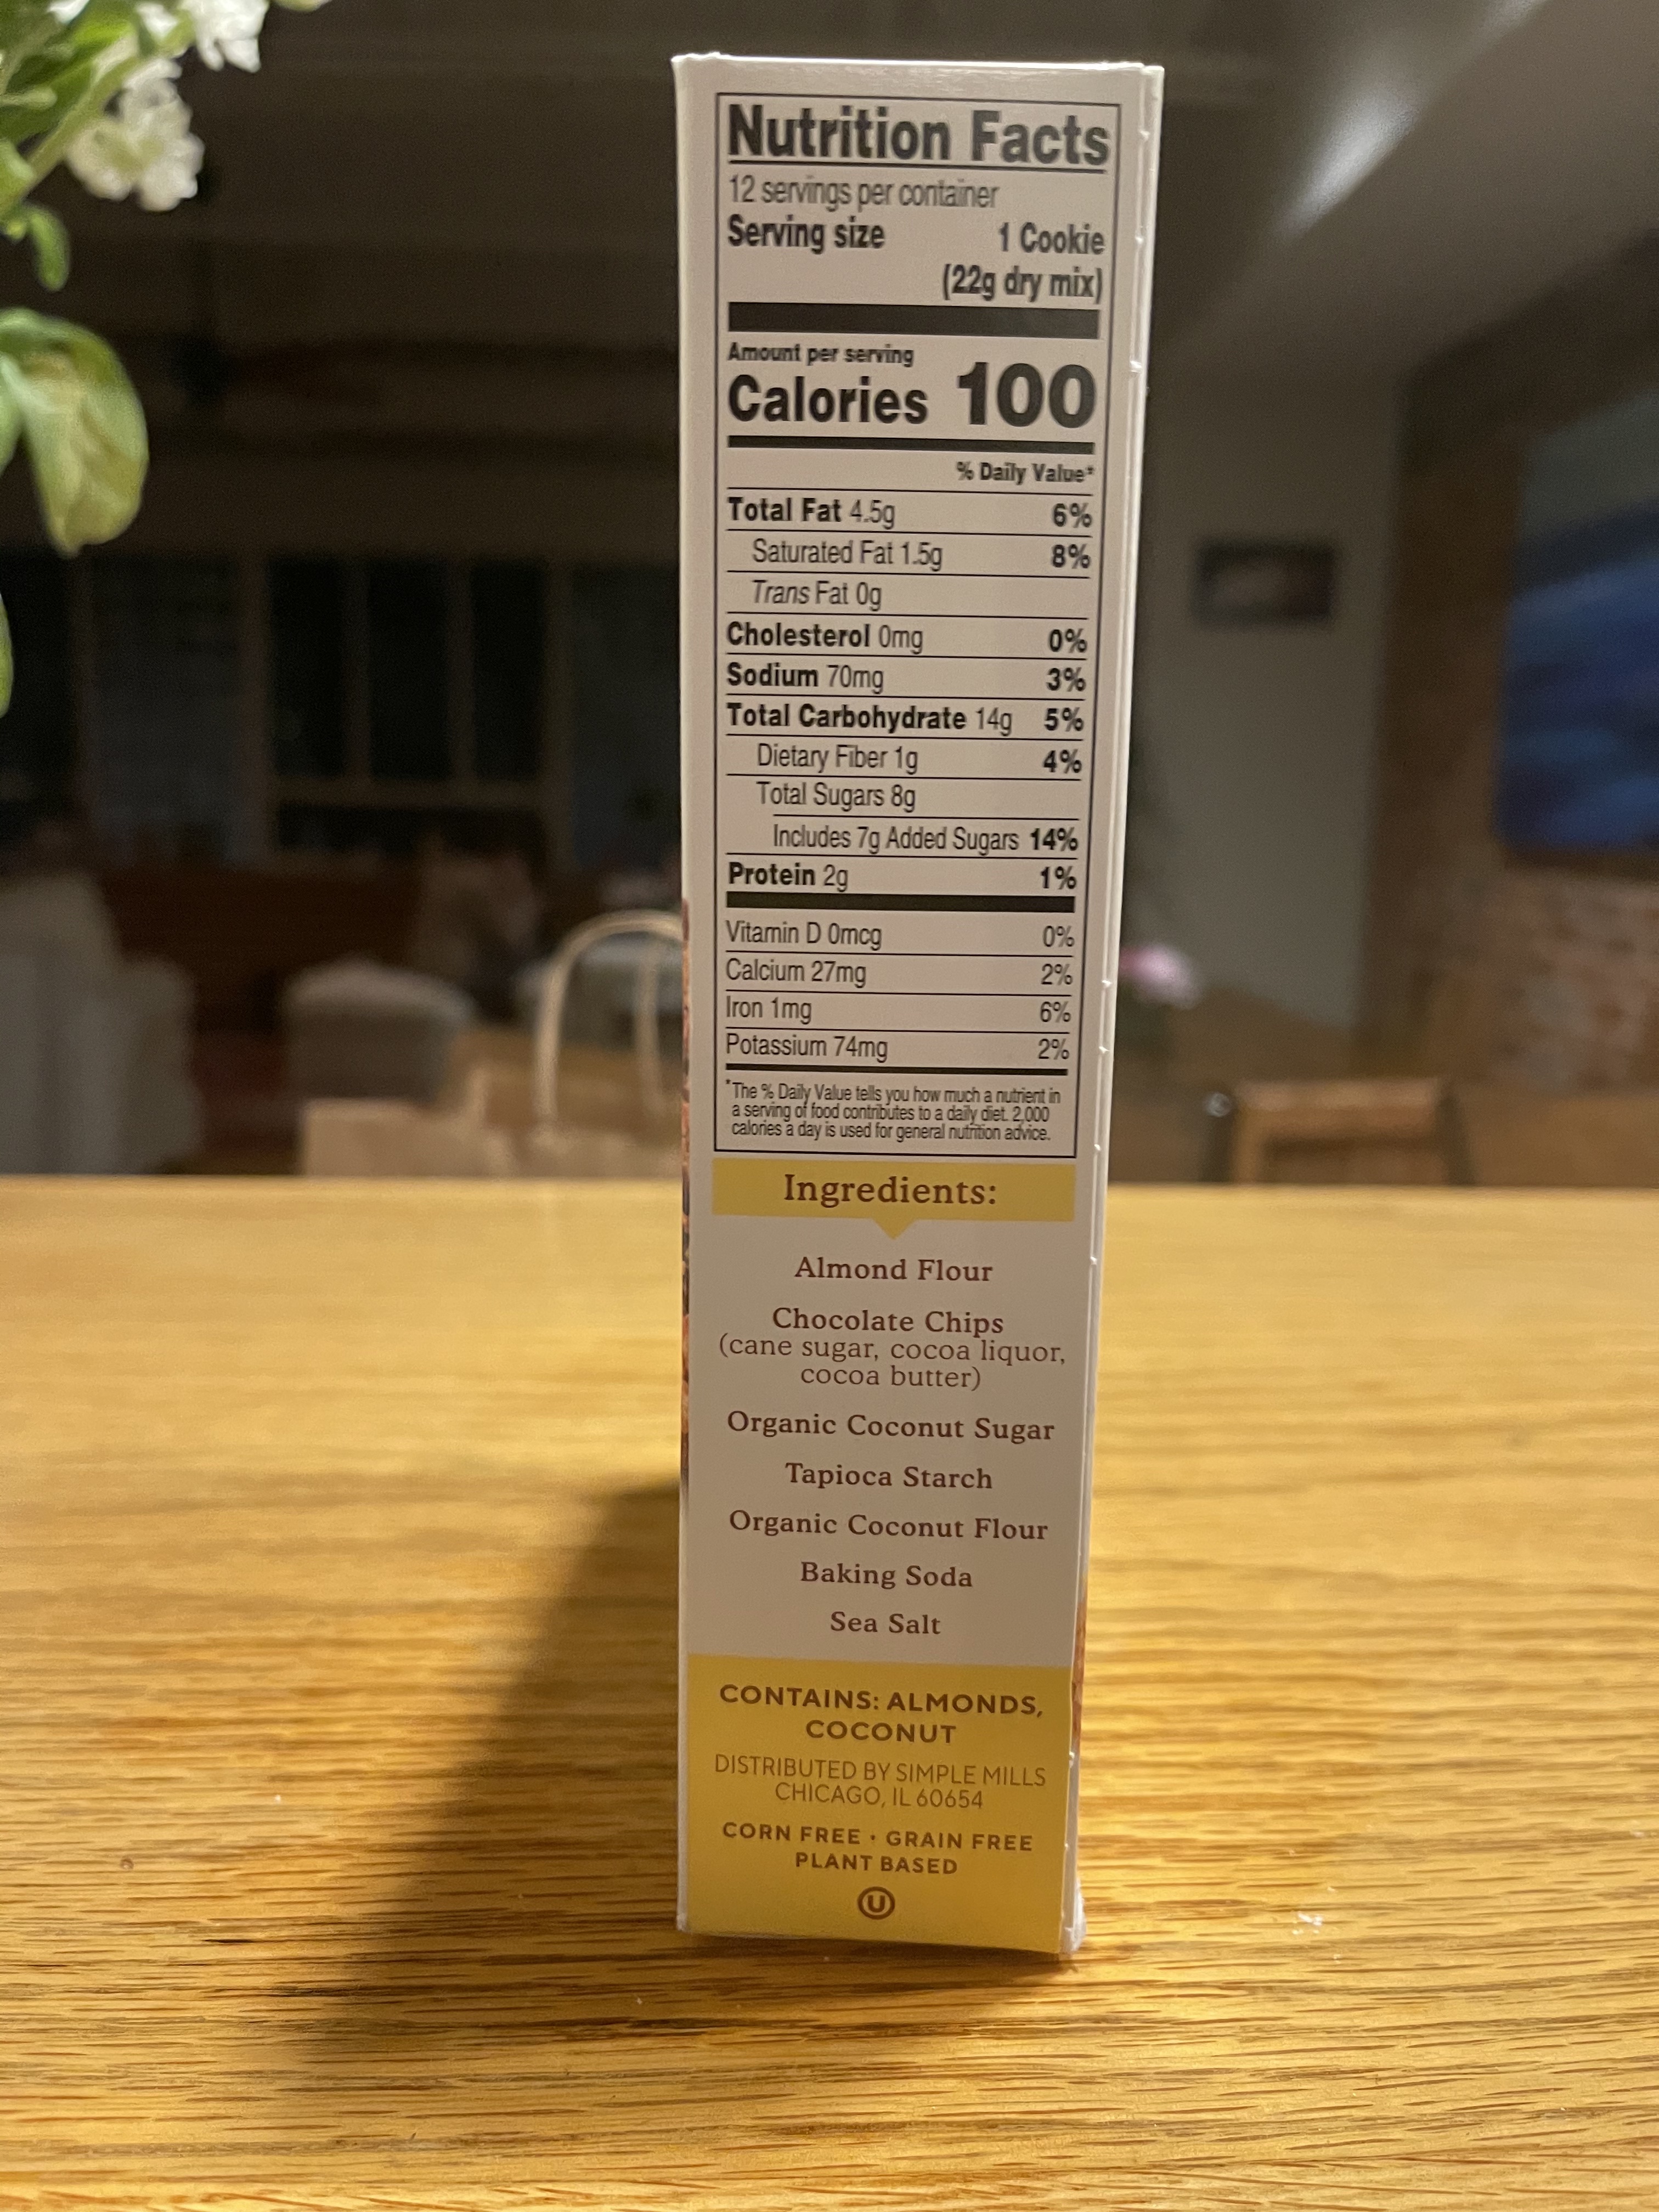 Nutrition Facts
12 servings per container
Serving size 1 Cookie
(22g dry mix)
Amount per serving
Calories 100
% Daily Value*
Total Fat 4.5g 6%
Saturated Fat 1.5g 8%
Trans Fat 0g
Cholesterol 0mg 0%
Sodium 70mg 3%
Total Carbohydrate 14g 5%
Dietary Fiber 1g 4%
Total Sugars 8g
Includes 7g Added Sugars 14%
Protein 2g 1%
Vitamin D 0mcg 0%
Calcium 27mg 2%
Iron 1mg 6%
Potassium 74mg 2%
*The % Daily Value tells you how much a nutrient in
a serving of food contributes to a daily diet. 2,000
calories a day is used for general nutrition advice.
Ingredients:
Almond Flour
Chocolate Chips
(cane sugar, cocoa liquor,
cocoa butter)
Organic Coconut Sugar
Tapioca Starch
Organic Coconut Flour
Baking Soda
Sea Salt
CONTAINS: ALMONDS,
COCONUT
DISTRIBUTED BY SIMPLE MILLS
CHICAGO, IL 60654
CORN FREE • GRAIN FREE
PLANT BASED
U